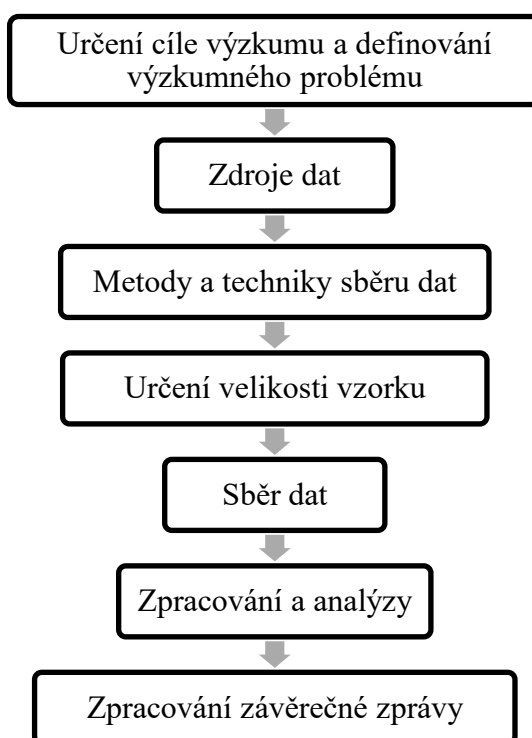 Určení cíle výzkumu a definování
výzkumného problému
Zdroje dat
Metody a techniky sběru dat
Určení velikosti vzorku
Sběr dat
Zpracování a analýzy
Zpracování závěrečné zprávy